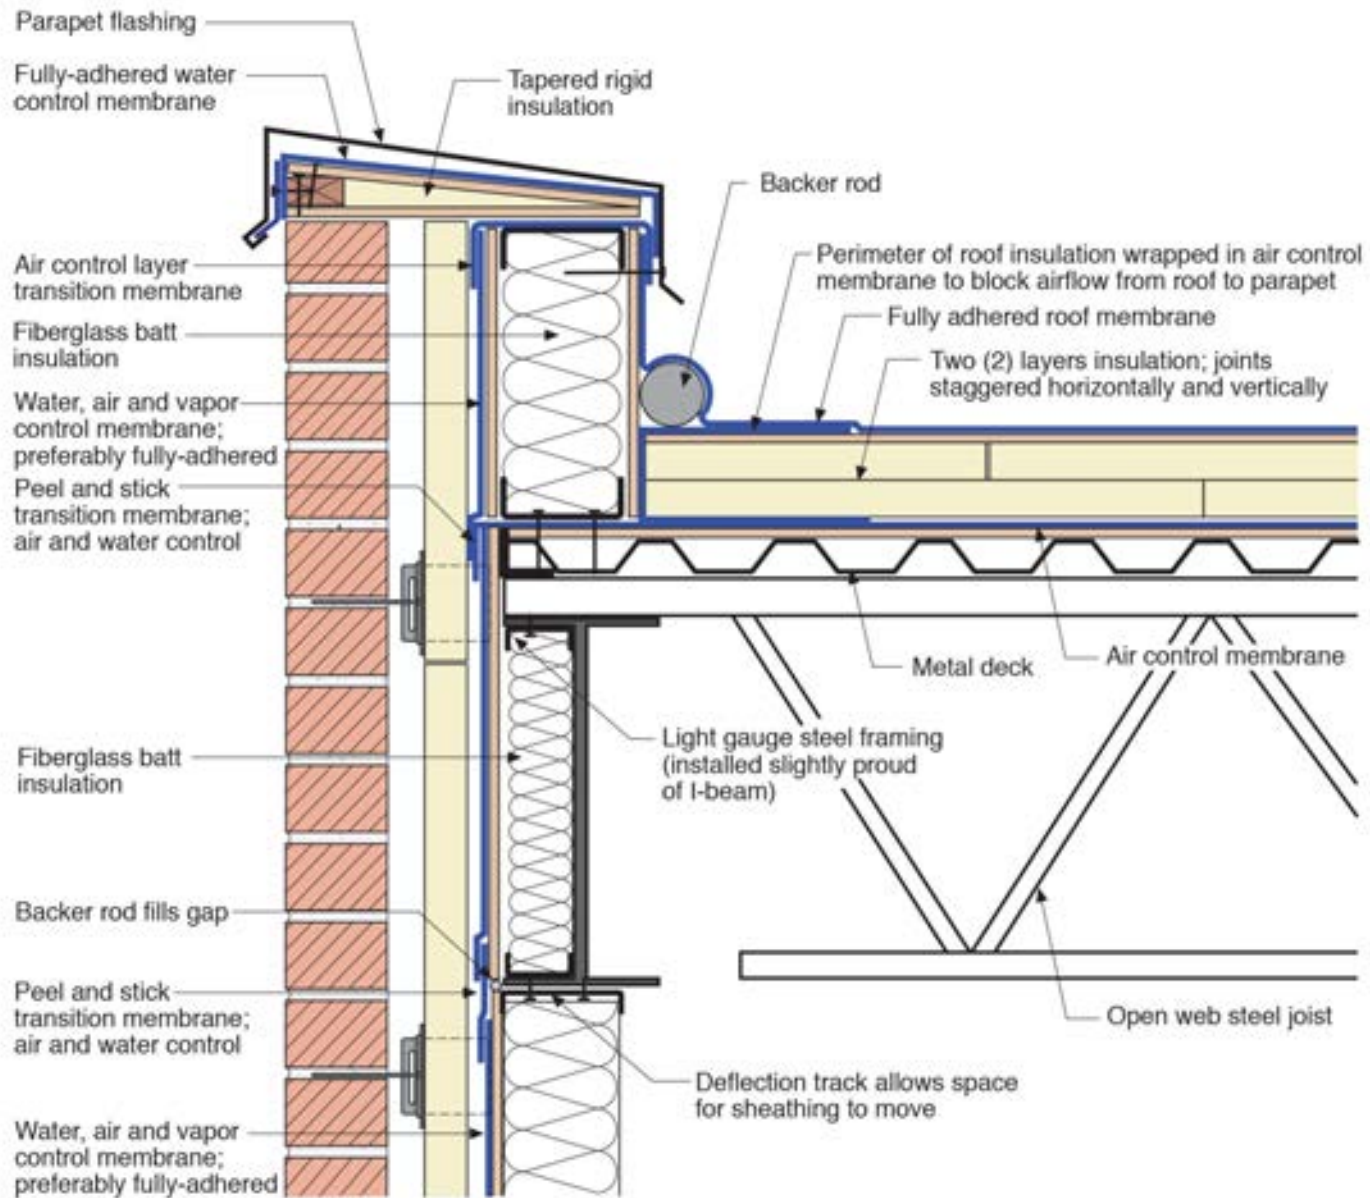 Parapet flashing
Fully-adhered water
control membrane
Tapered rigid
insulation
Backer rod
Air control layer
transition membrane
Perimeter of roof insulation wrapped in air control
membrane to block airflow from roof to parapet
Fiberglass batt
insulation
Fully adhered roof membrane
Two (2) layers insulation; joints
staggered horizontally and vertically
Water, air and vapor
control membrane;
preferably fully-adhered
Peel and stick
transition membrane;
air and water control
Metal deck
Air control membrane
Light gauge steel framing
(installed slightly proud
of I-beam)
Fiberglass batt
insulation
Backer rod fills gap
Peel and stick
transition membrane;
air and water control
Open web steel joist
Deflection track allows space
for sheathing to move
Water, air and vapor
control membrane;
preferably fully-adhered